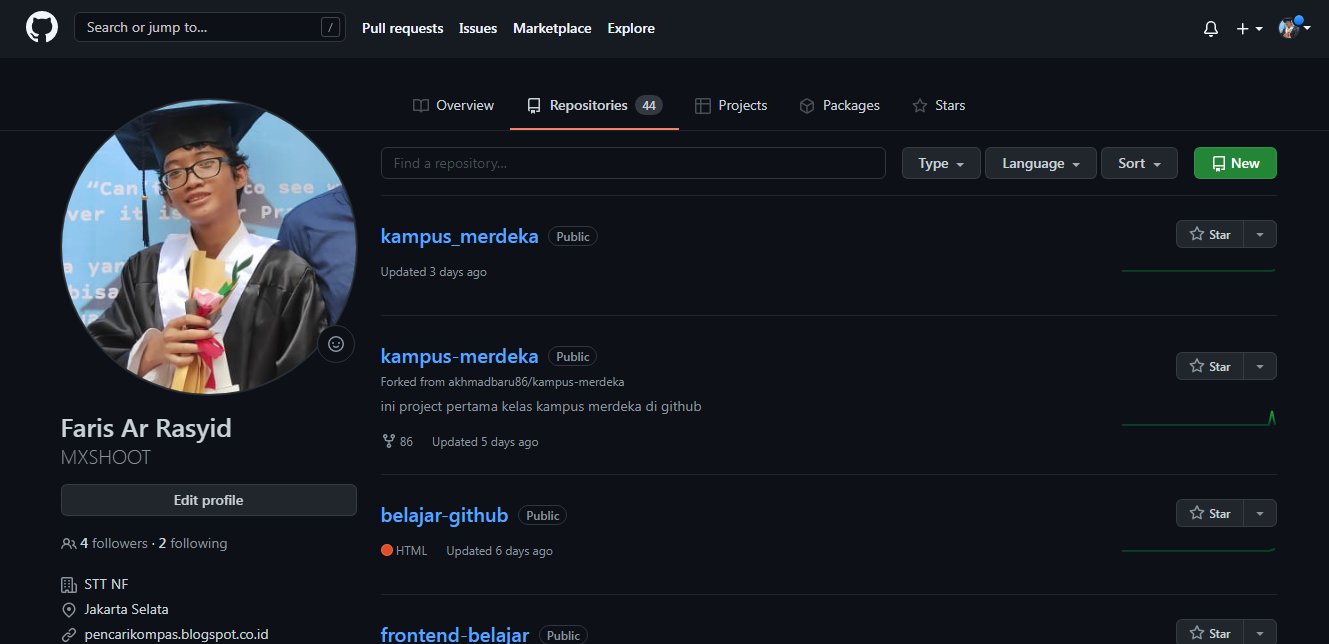 Search or jump to... /
Pull requests
Issues
Marketplace
Explore
Overview
Repositories 44
Projects
Packages
Stars
“Can
to see
ver it is
r Pr
a yan
bisa
Find a repository...
Type
Language
Sort
New
kampus_merdeka Public
Star
Updated 3 days ago
kampus-merdeka Public
Star
Forked from akhmadbaru86/kampus-merdeka
ini project pertama kelas kampus merdeka di github
86 Updated 5 days ago
belajar-github Public
Star
HTML Updated 6 days ago
frontend-belajar Public
Star
Faris Ar Rasyid
MXSHOOT
Edit profile
4 followers · 2 following
STT NF
Jakarta Selata
pencarikompas.blogspot.co.id